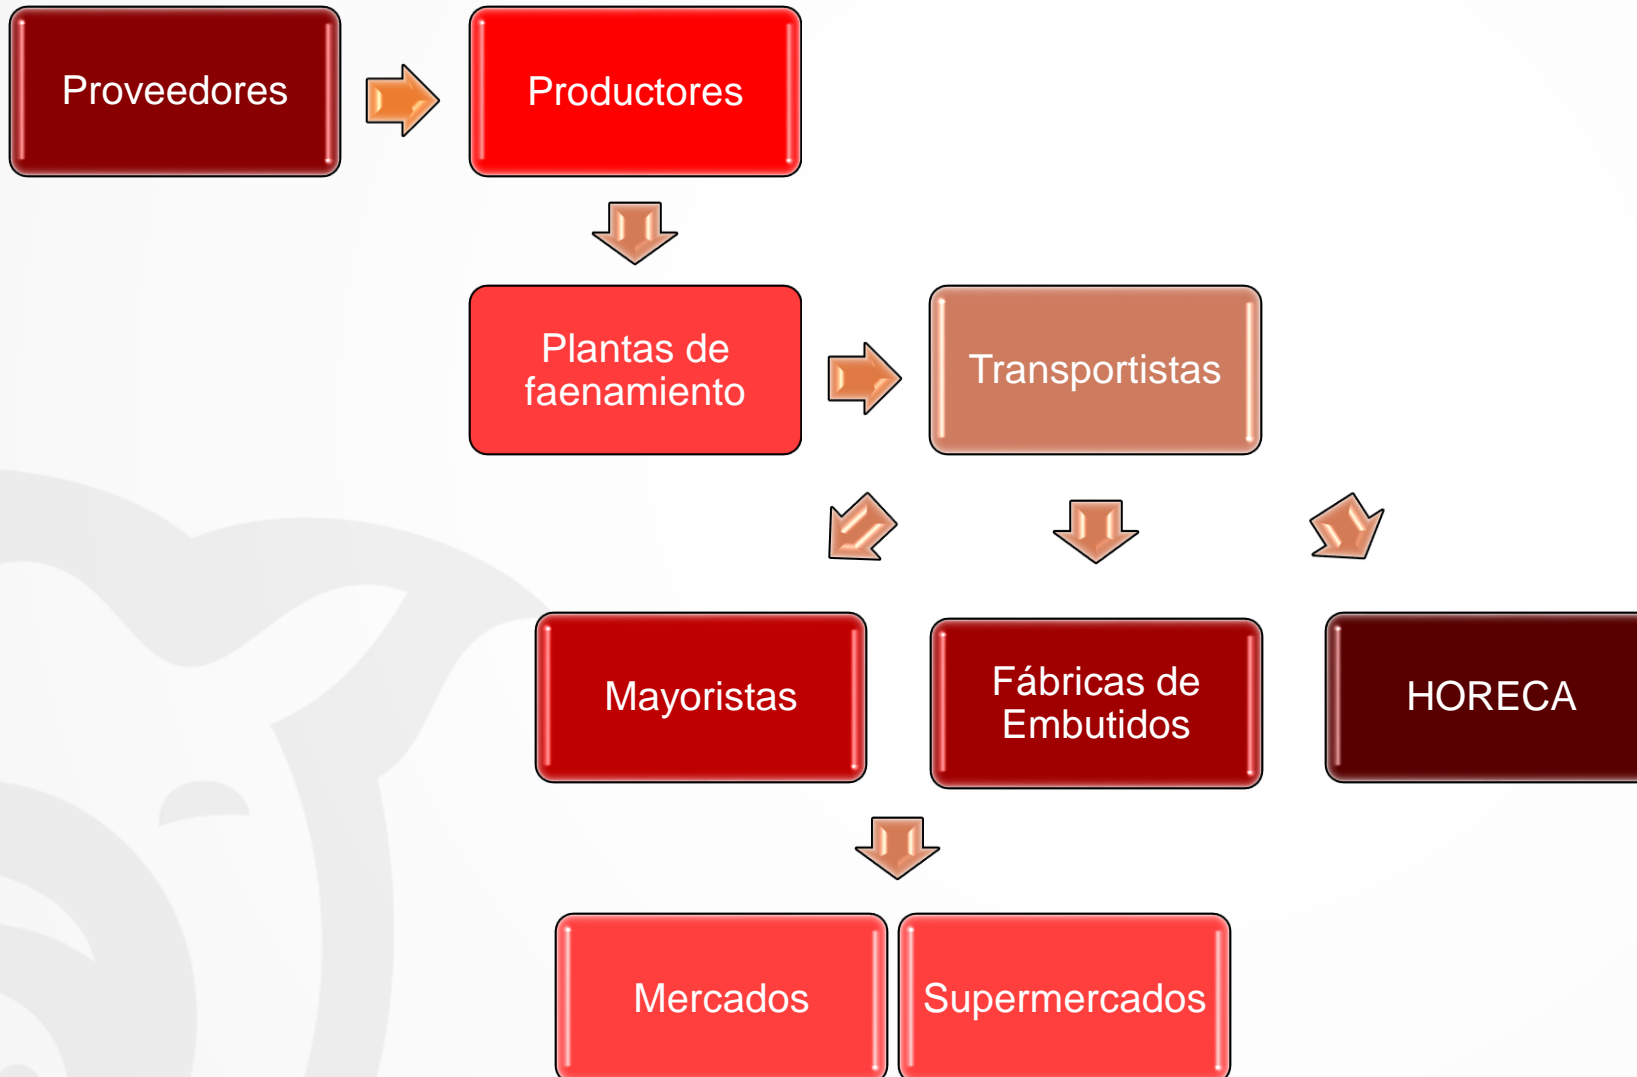 Proveedores
Productores
Plantas de
faenamiento
Transportistas
Mayoristas
Fábricas de
Embutidos
HORECA
Mercados
Supermercados